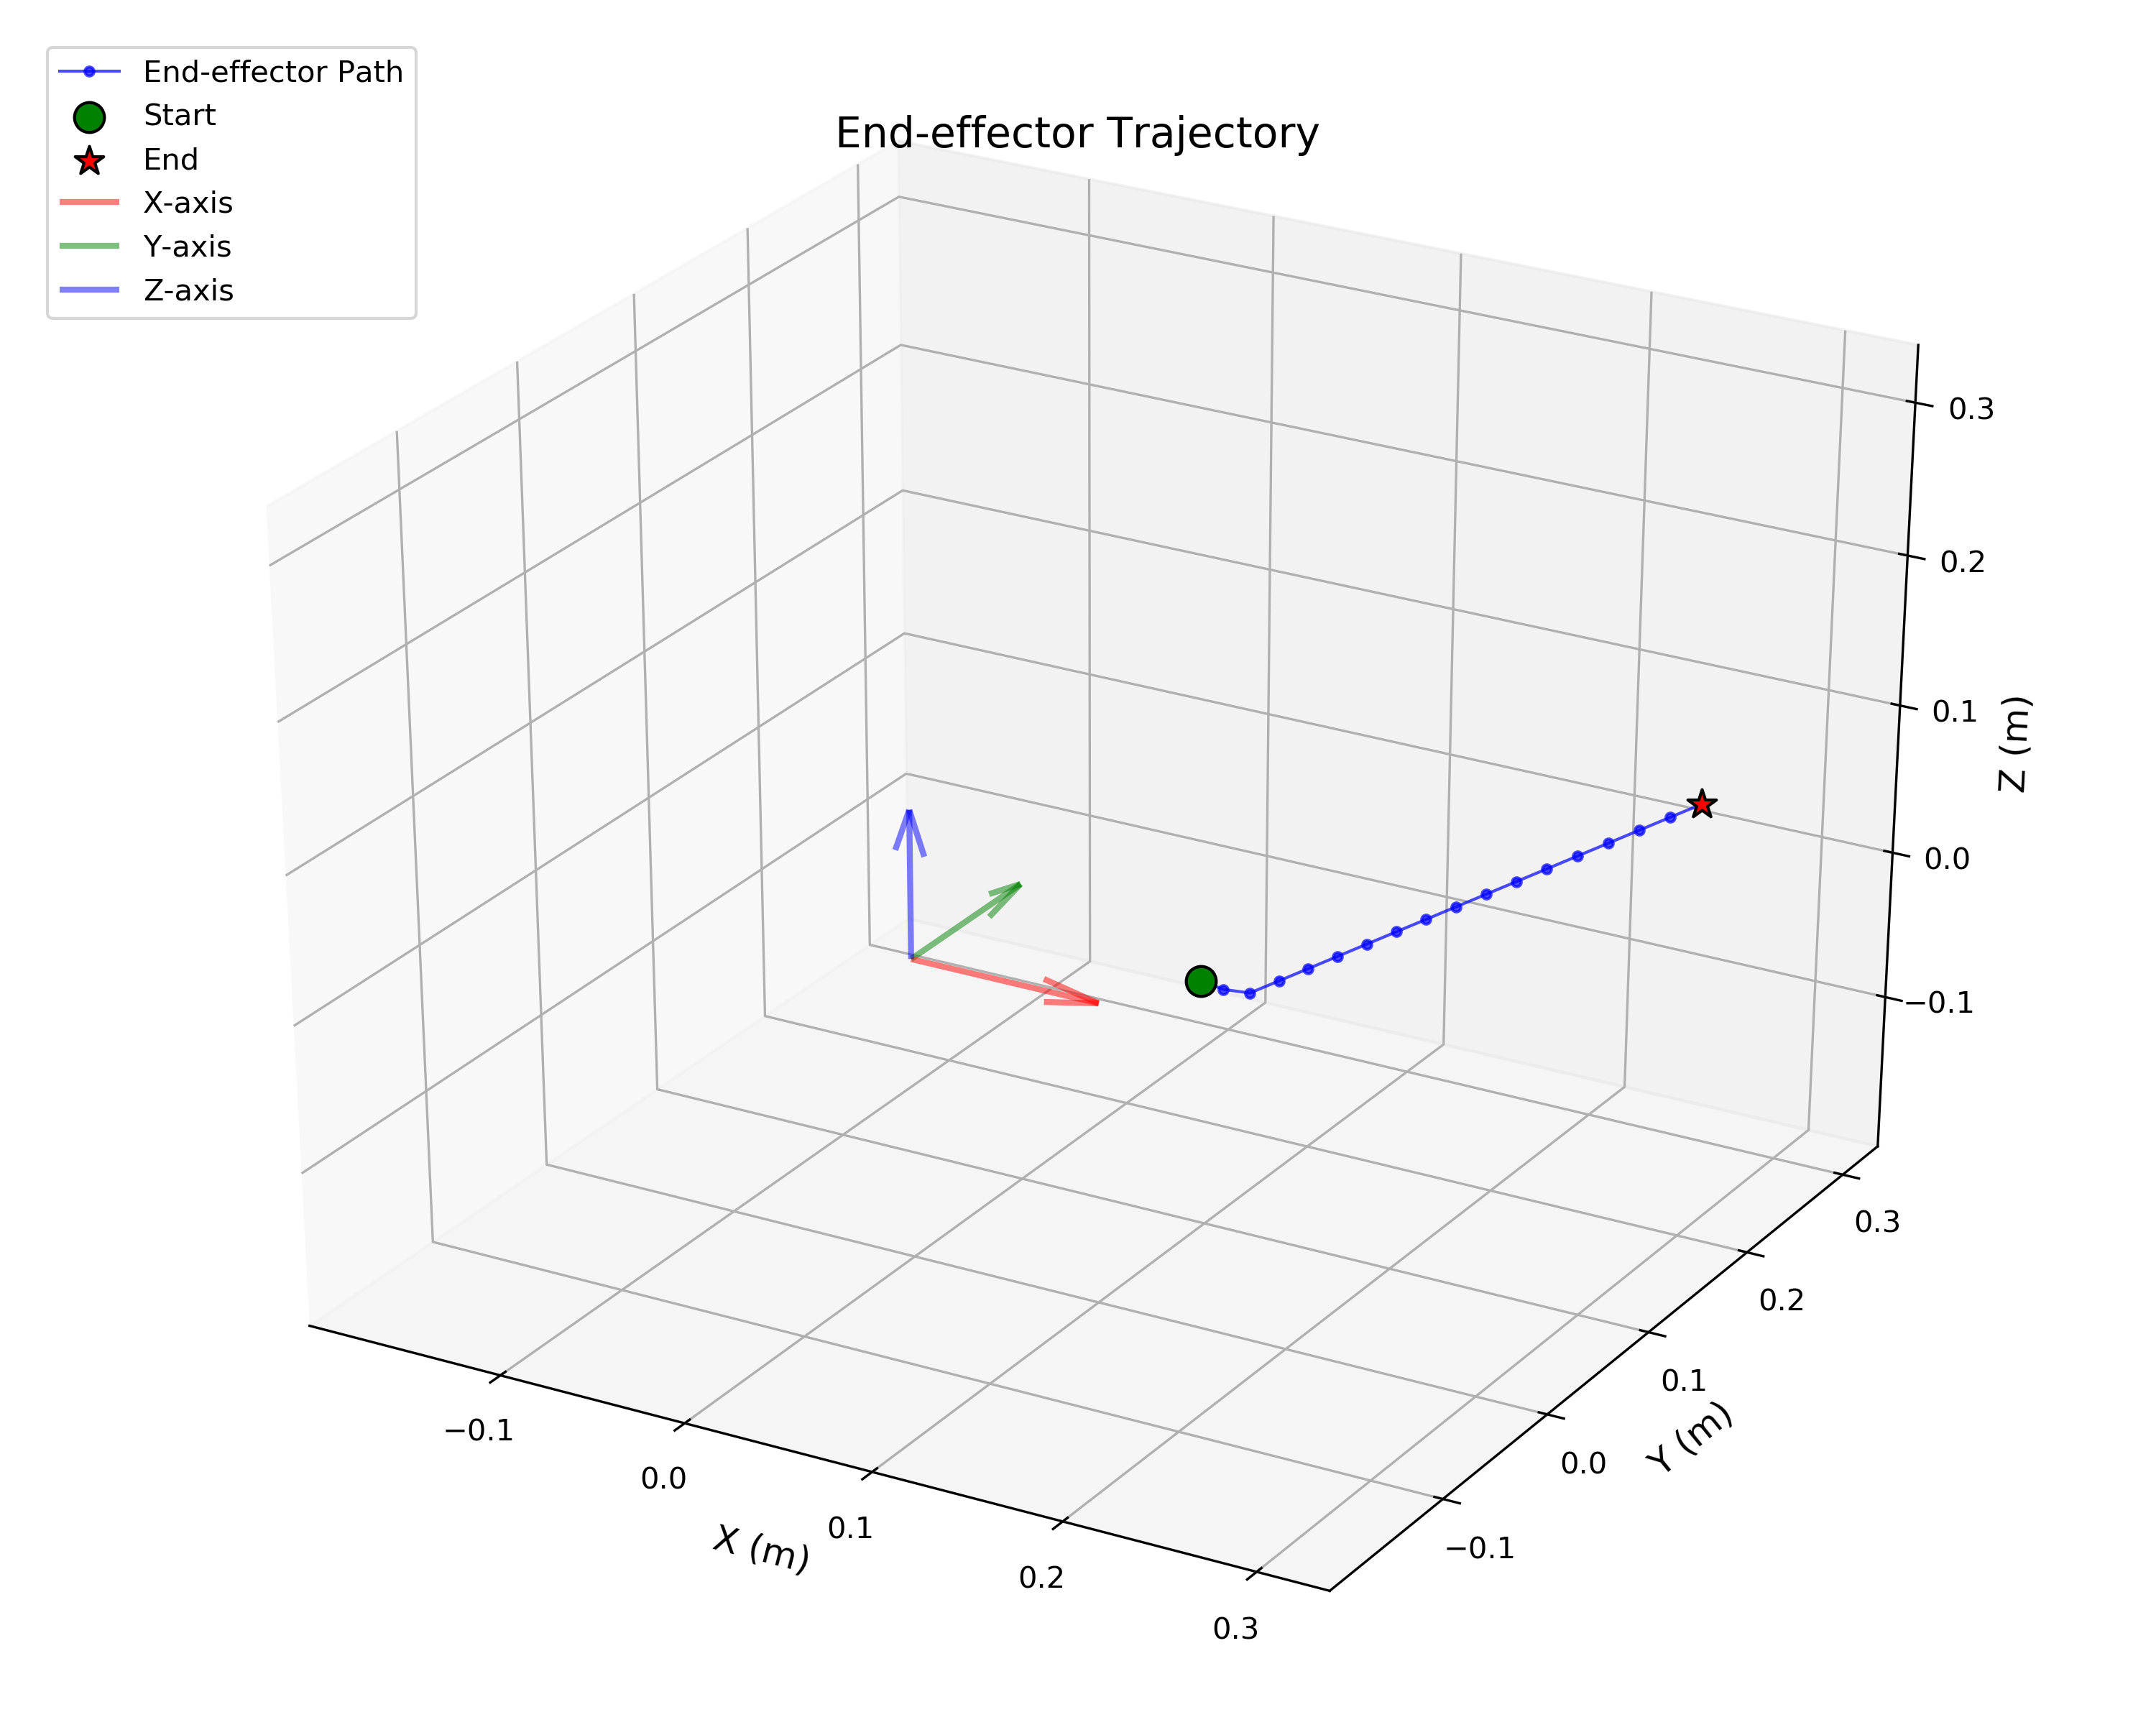 End-effector Trajectory
End-effector Path
Start
End
X-axis
Y-axis
Z-axis
0.3
0.2
0.1
0.0
−0.1
Z (m)
0.3
0.2
0.1
0.0
−0.1
Y (m)
−0.1
0.0
0.1
0.2
0.3
X (m)